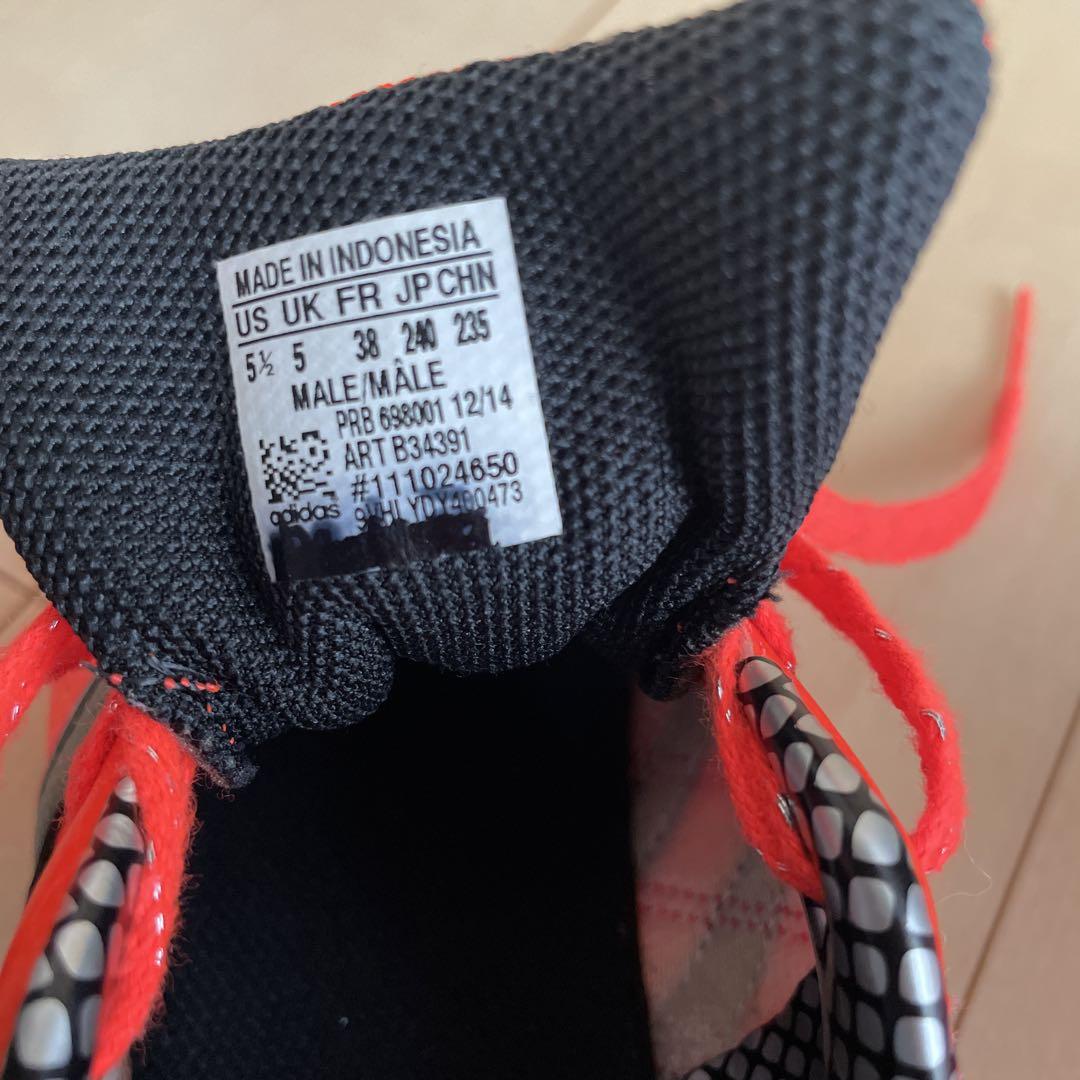 MADE IN INDONESIA
US UK FR JP CHN
5½ 5 38 240 235
MALE/MÂLE
PRB 698001 12/14
ART B34391
#111024650
adidas